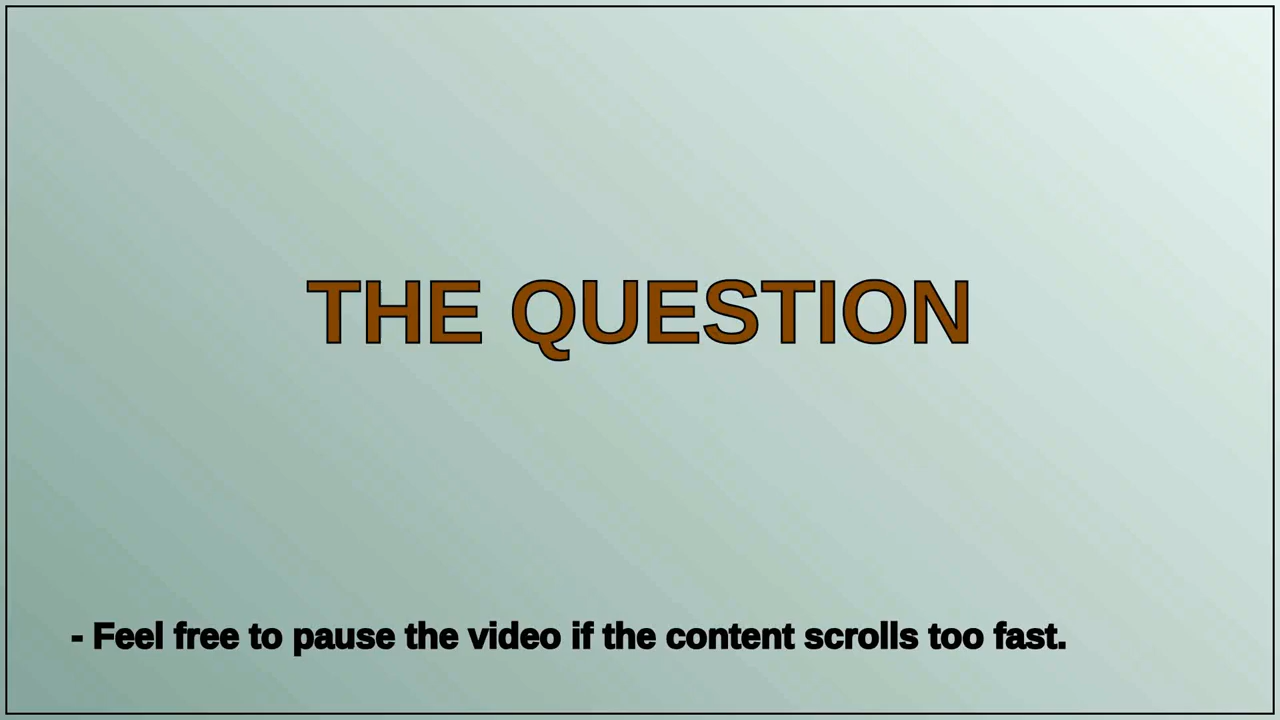 THE QUESTION
- Feel free to pause the video if the content scrolls too fast.